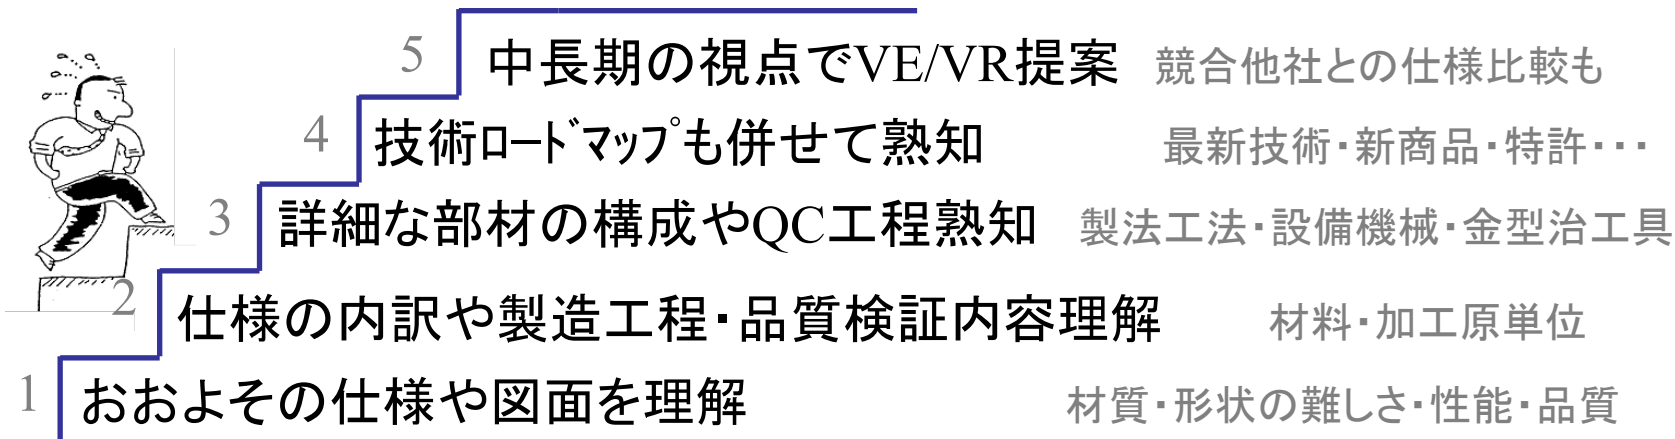 5 中長期の視点でVE/VR提案 競合他社との仕様比較も
4 技術ロードマップも併せて熟知 最新技術・新商品・特許・・・
3 詳細な部材の構成やQC工程熟知 製法工法・設備機械・金型治工具
2 仕様の内訳や製造工程・品質検証内容理解 材料・加工原単位
1 おおよその仕様や図面を理解 材質・形状の難しさ・性能・品質